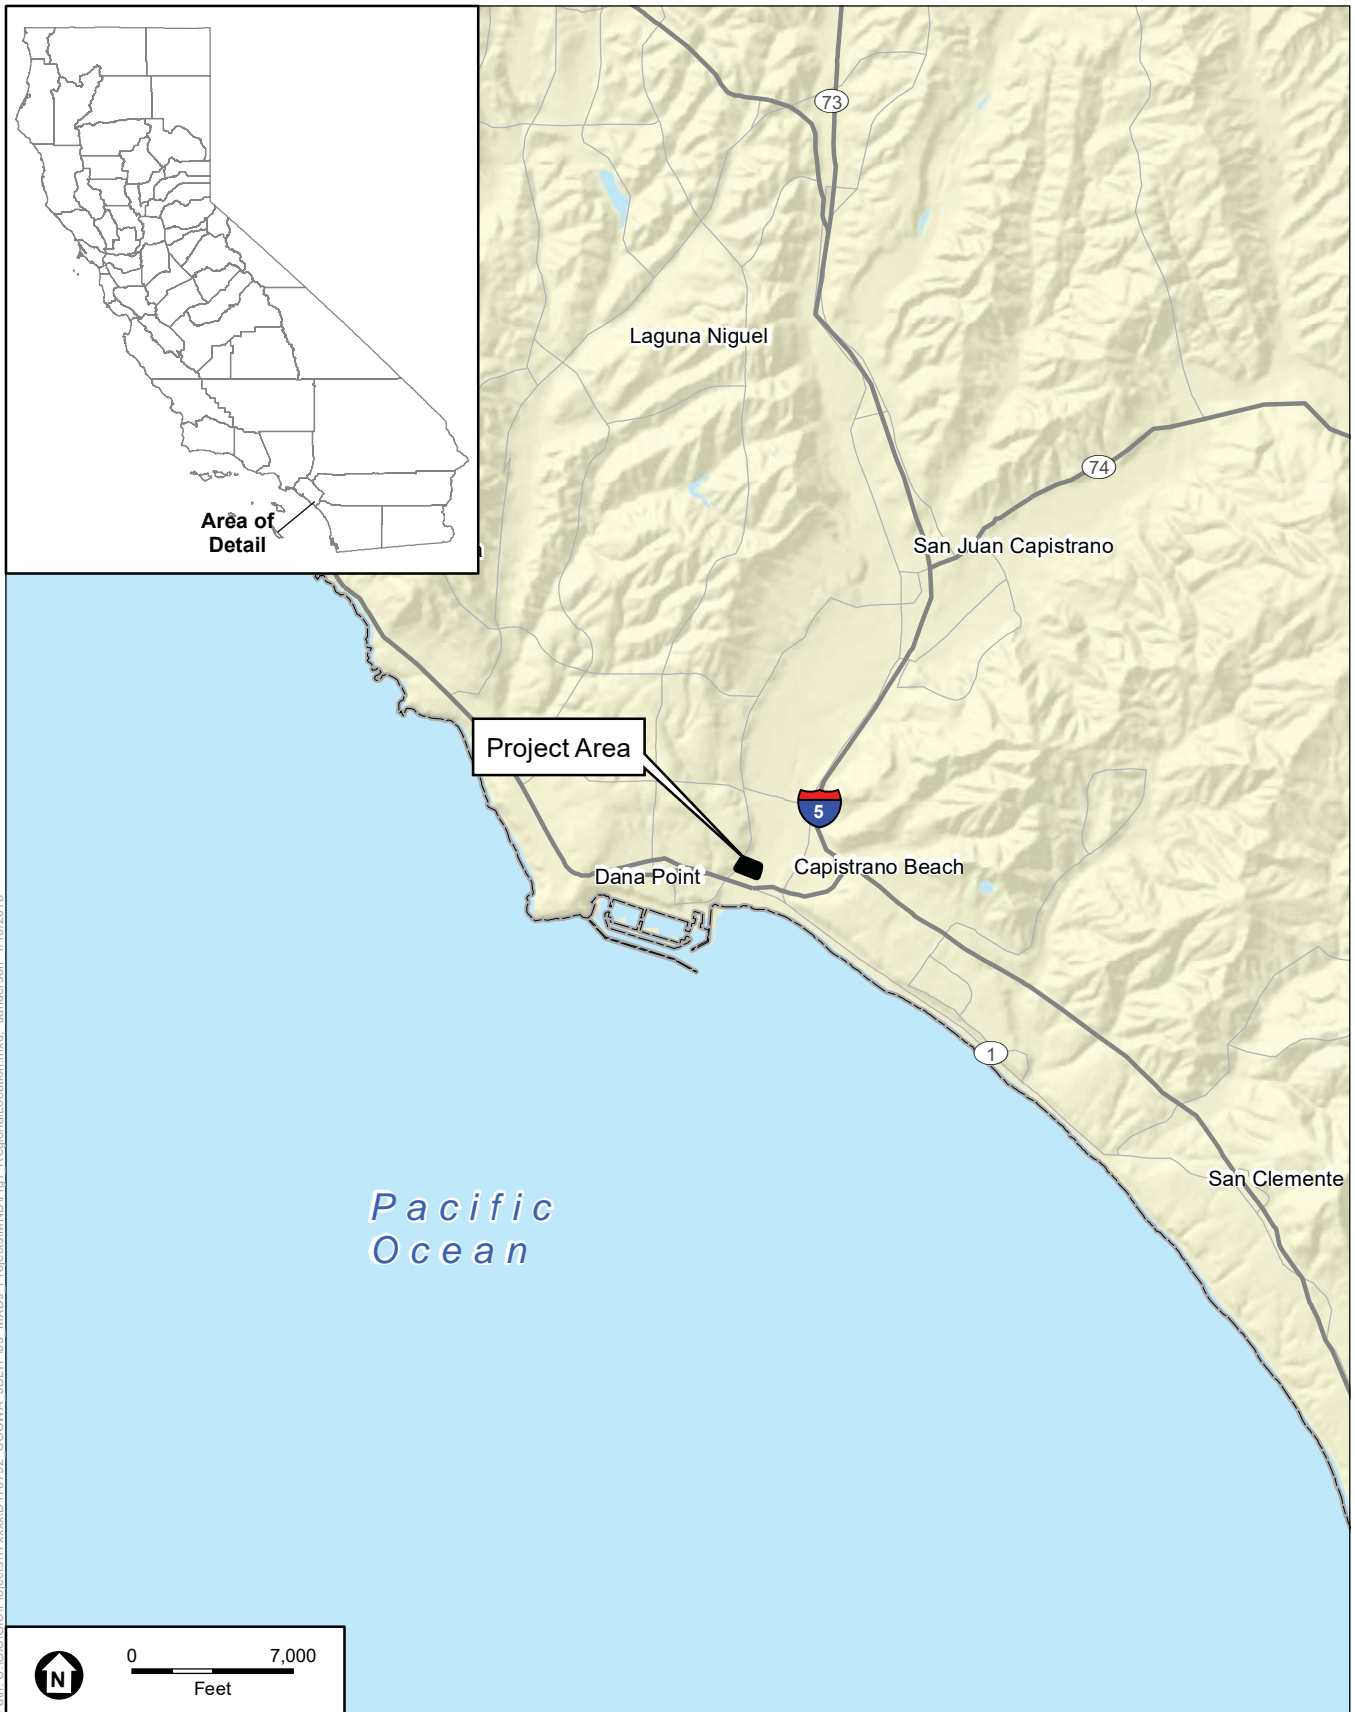 73
Laguna Niguel
74
Area of
Detail
San Juan Capistrano
Project Area
5
Capistrano Beach
Dana Point
1
San Clemente
Pacific
Ocean
N
0 7,000
Feet